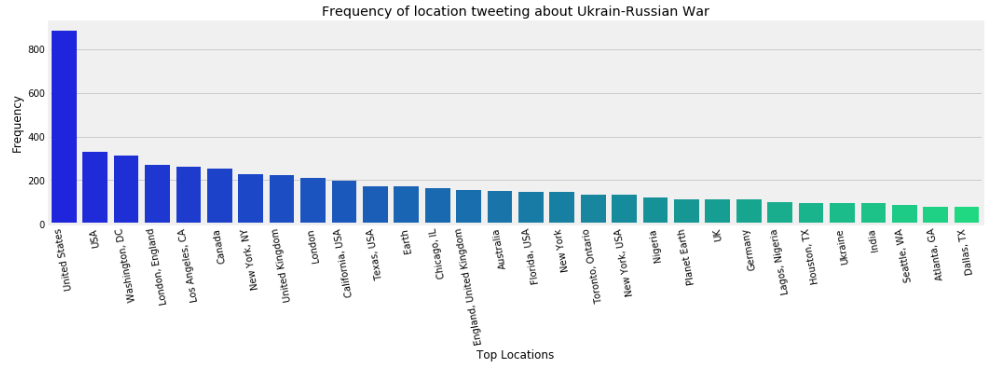 Frequency of location tweeting about Ukrain-Russian War
Frequency
800
600
400
200
0
United States
USA
Washington, DC
London, England
Los Angeles, CA
Canada
New York, NY
United Kingdom
London
California, USA
Texas, USA
Earth
Chicago, IL
England, United Kingdom
Australia
Florida, USA
New York
Toronto, Ontario
New York, USA
Nigeria
Planet Earth
UK
Germany
Lagos, Nigeria
Houston, TX
Ukraine
India
Seattle, WA
Atlanta, GA
Dallas, TX
Top Locations